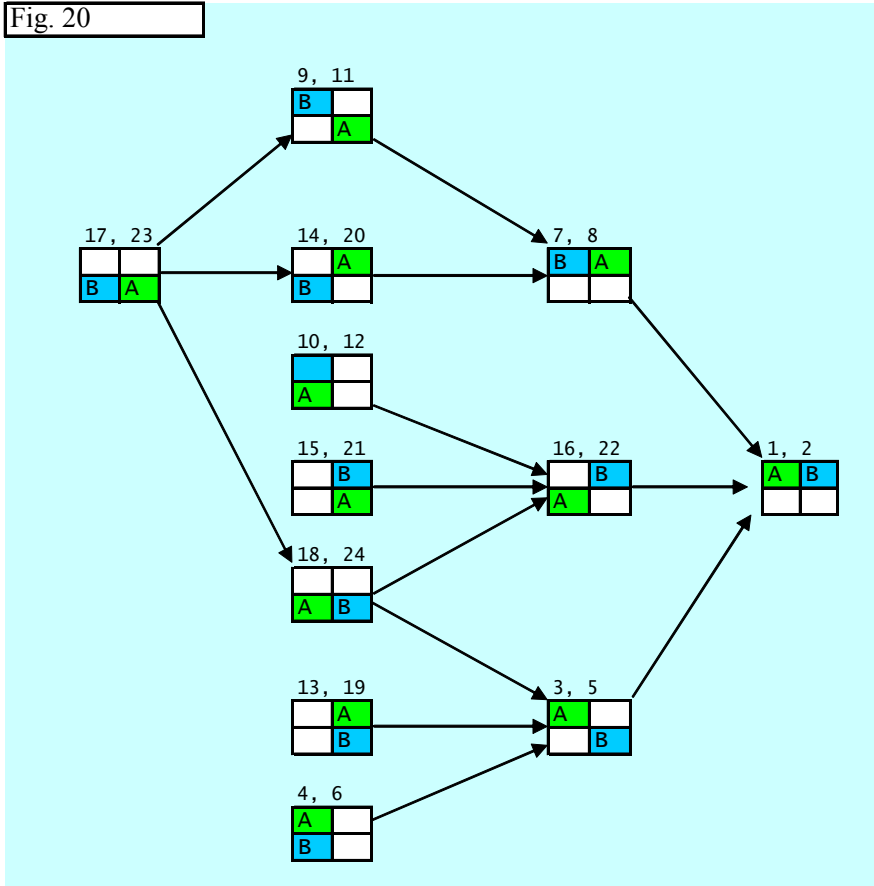 Fig. 20
9, 11
B
A
17, 23
B A
14, 20
A
B
7, 8
B A
10, 12
A
15, 21
B
A
16, 22
B
A
1, 2
A B
18, 24
A B
13, 19
A
B
3, 5
A
B
4, 6
A
B